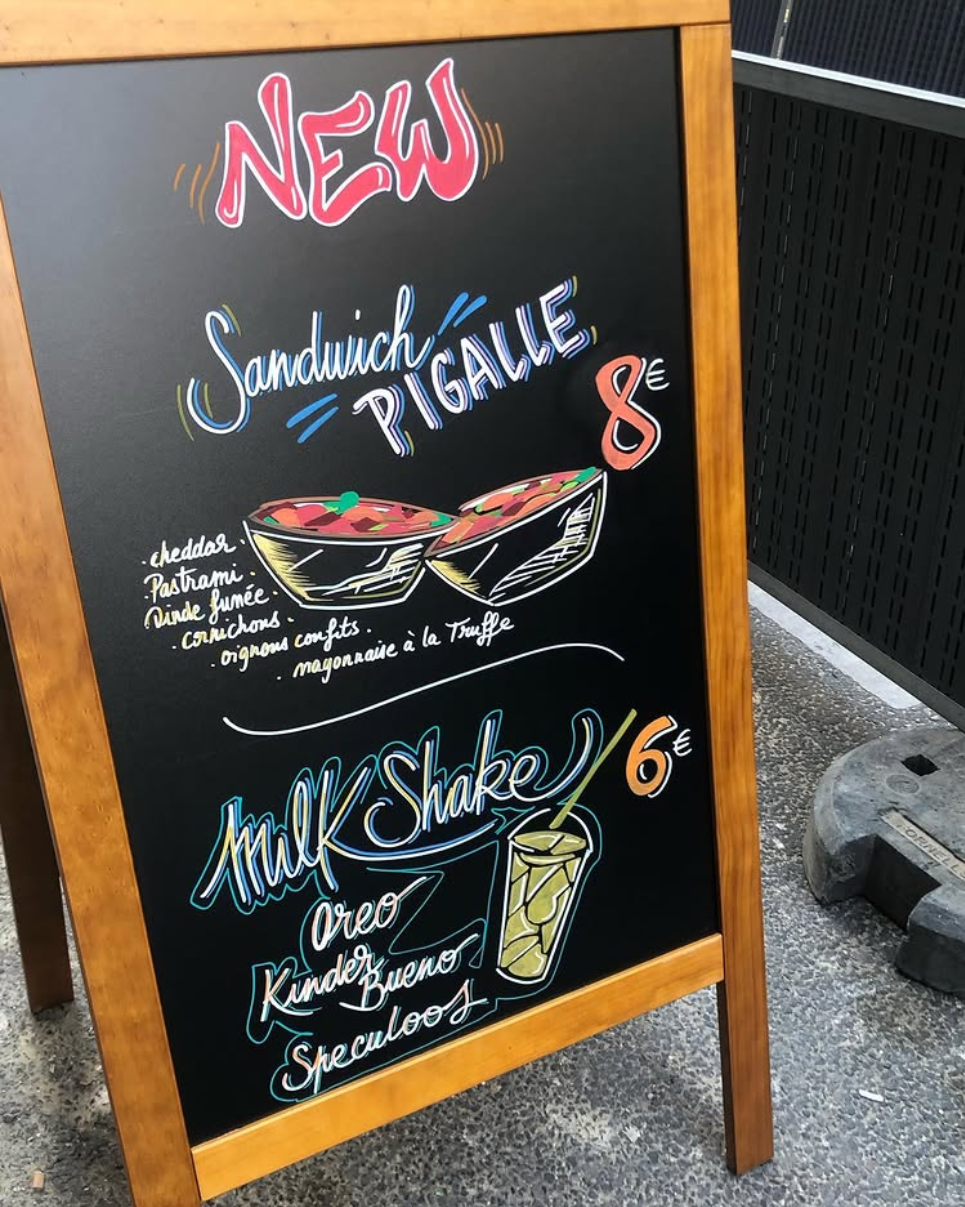 NEW
Sandwich
PIGALLE
8€
. cheddar .
. Pastrami .
. Dinde fumée .
. cornichons .
. oignons confits .
. mayonnaise à la Truffe
Milk Shake
6€
Oreo
Kinder
Bueno
Speculoos